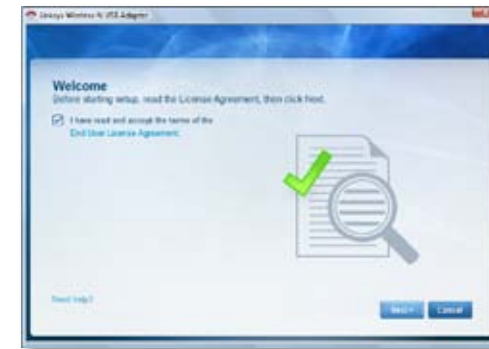 Linksys Wireless-N USB Adapter
Welcome
Before starting setup, read the License Agreement, then click Next.
I have read and accept the terms of the
End User License Agreement.
Need help?
Next
Cancel